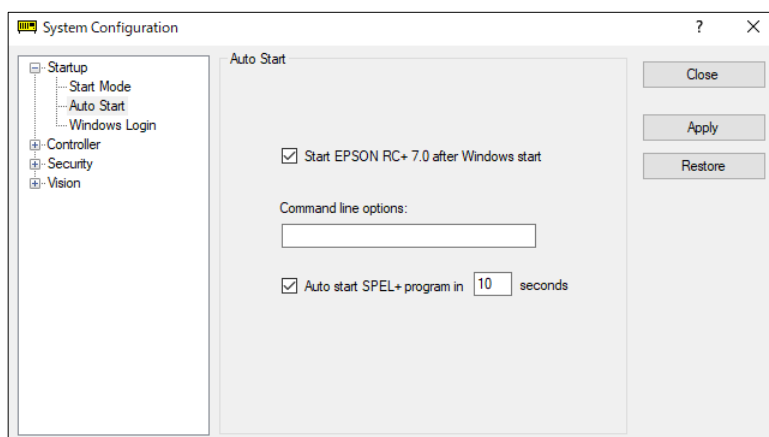 System Configuration
?
Startup
Start Mode
Auto Start
Windows Login
Controller
Security
Vision
Auto Start
Start EPSON RC+ 7.0 after Windows start
Command line options:
Auto start SPEL+ program in 10 seconds
Close
Apply
Restore